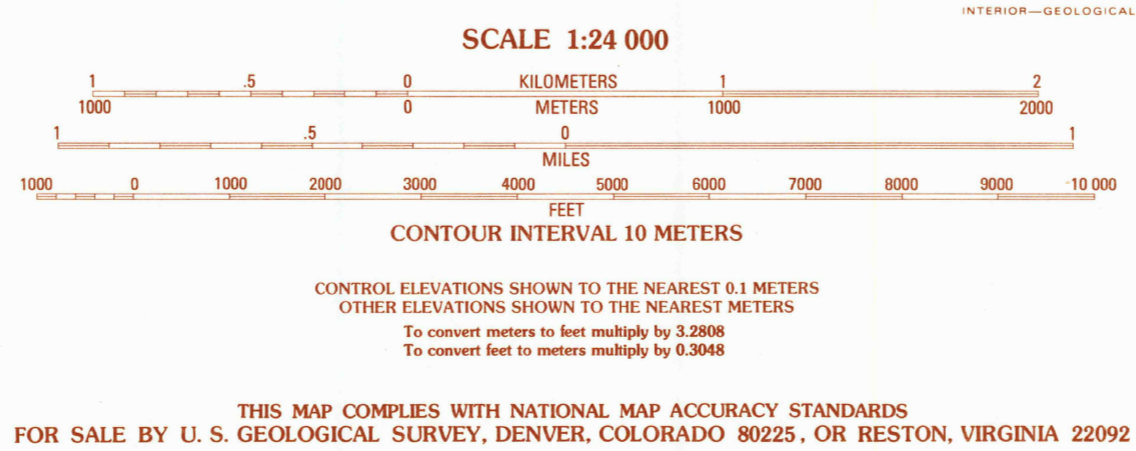 INTERIOR—GEOLOGICAL
SCALE 1:24 000
1 .5 0 KILOMETERS 1 2
1000 0 METERS 1000 2000
1 .5 0 1
MILES
1000 0 1000 2000 3000 4000 5000 6000 7000 8000 9000 10 000
FEET
CONTOUR INTERVAL 10 METERS
CONTROL ELEVATIONS SHOWN TO THE NEAREST 0.1 METERS
OTHER ELEVATIONS SHOWN TO THE NEAREST METERS
To convert meters to feet multiply by 3.2808
To convert feet to meters multiply by 0.3048
THIS MAP COMPLIES WITH NATIONAL MAP ACCURACY STANDARDS
FOR SALE BY U. S. GEOLOGICAL SURVEY, DENVER, COLORADO 80225, OR RESTON, VIRGINIA 22092